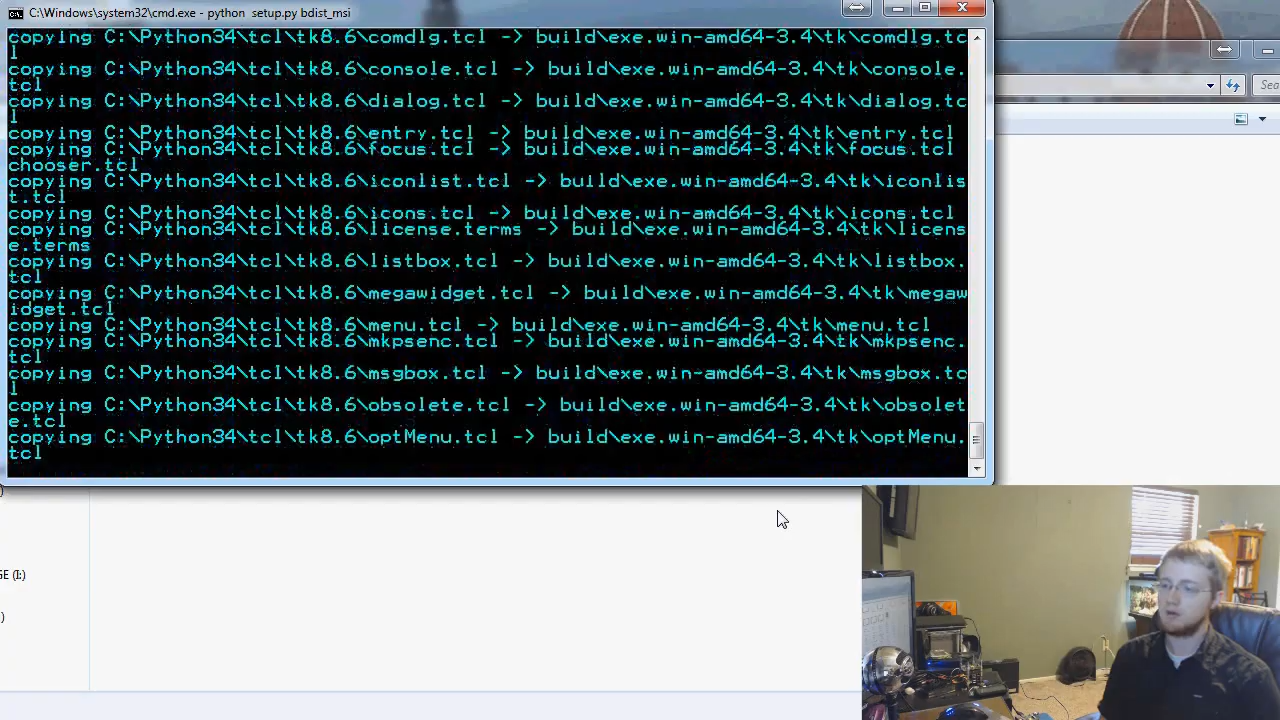 C:\Windows\system32\cmd.exe - python  setup.py bdist_msi
copying C:\Python34\tcl\tk8.6\comdlg.tcl -> build\exe.win-amd64-3.4\tk\comdlg.tc
l
copying C:\Python34\tcl\tk8.6\console.tcl -> build\exe.win-amd64-3.4\tk\console.
tcl
copying C:\Python34\tcl\tk8.6\dialog.tcl -> build\exe.win-amd64-3.4\tk\dialog.tc
l
copying C:\Python34\tcl\tk8.6\entry.tcl -> build\exe.win-amd64-3.4\tk\entry.tcl
copying C:\Python34\tcl\tk8.6\focus.tcl -> build\exe.win-amd64-3.4\tk\focus.tcl
chooser.tcl
copying C:\Python34\tcl\tk8.6\iconlist.tcl -> build\exe.win-amd64-3.4\tk\iconlis
t.tcl
copying C:\Python34\tcl\tk8.6\icons.tcl -> build\exe.win-amd64-3.4\tk\icons.tcl
copying C:\Python34\tcl\tk8.6\license.terms -> build\exe.win-amd64-3.4\tk\licens
e.terms
copying C:\Python34\tcl\tk8.6\listbox.tcl -> build\exe.win-amd64-3.4\tk\listbox.
tcl
copying C:\Python34\tcl\tk8.6\megawidget.tcl -> build\exe.win-amd64-3.4\tk\megaw
idget.tcl
copying C:\Python34\tcl\tk8.6\menu.tcl -> build\exe.win-amd64-3.4\tk\menu.tcl
copying C:\Python34\tcl\tk8.6\mkpsenc.tcl -> build\exe.win-amd64-3.4\tk\mkpsenc.
tcl
copying C:\Python34\tcl\tk8.6\msgbox.tcl -> build\exe.win-amd64-3.4\tk\msgbox.tc
l
copying C:\Python34\tcl\tk8.6\obsolete.tcl -> build\exe.win-amd64-3.4\tk\obsolet
e.tcl
copying C:\Python34\tcl\tk8.6\optMenu.tcl -> build\exe.win-amd64-3.4\tk\optMenu.
tcl
Sea
GE (I:)
)